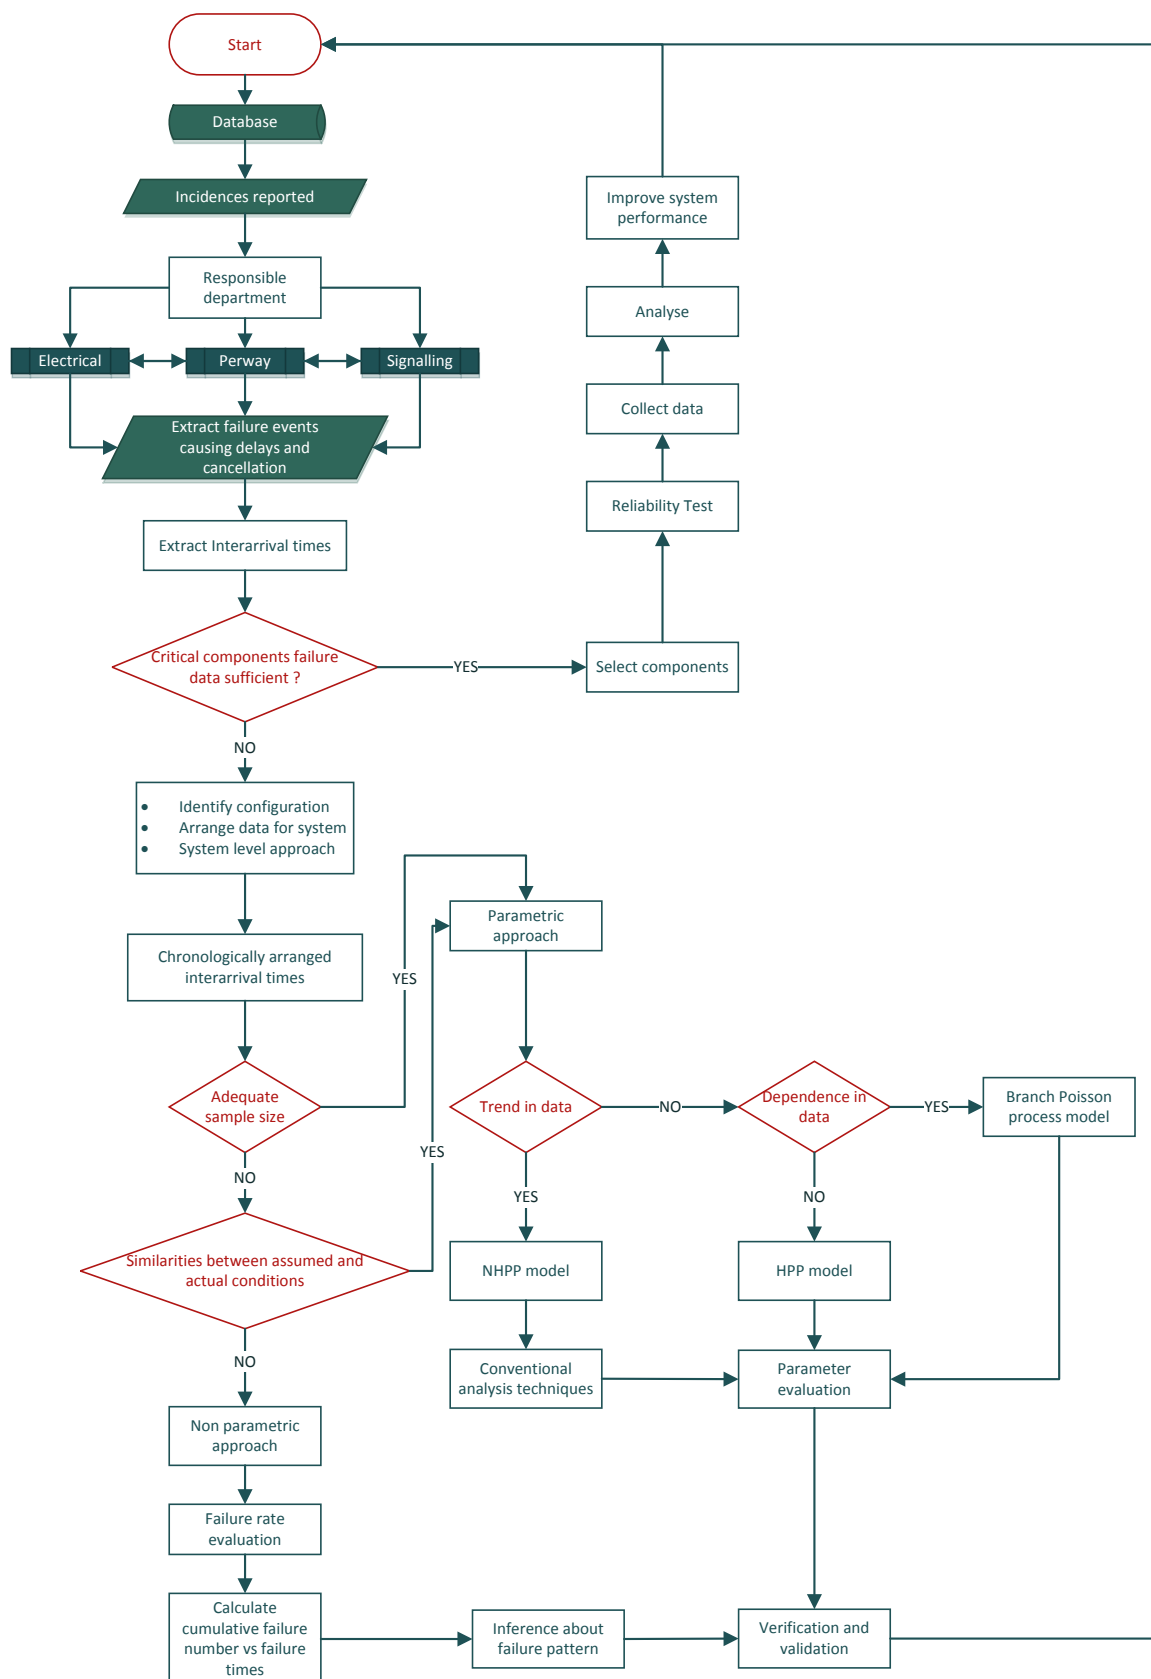 Start
Database
Incidences reported
Responsible
department
Electrical
Perway
Signalling
Extract failure events
causing delays and
cancellation
Extract Interarrival times
Critical components failure
data sufficient ?
YES
Select components
Reliability Test
Collect data
Analyse
Improve system
performance
NO
• Identify configuration
• Arrange data for system
• System level approach
Chronologically arranged
interarrival times
Adequate
sample size
YES
NO
Similarities between assumed and
actual conditions
YES
NO
Parametric
approach
Trend in data
NO
Dependence in
data
YES
Branch Poisson
process model
YES
NO
NHPP model
HPP model
Conventional
analysis techniques
Parameter
evaluation
Non parametric
approach
Failure rate
evaluation
Calculate
cumulative failure
number vs failure
times
Inference about
failure pattern
Verification and
validation